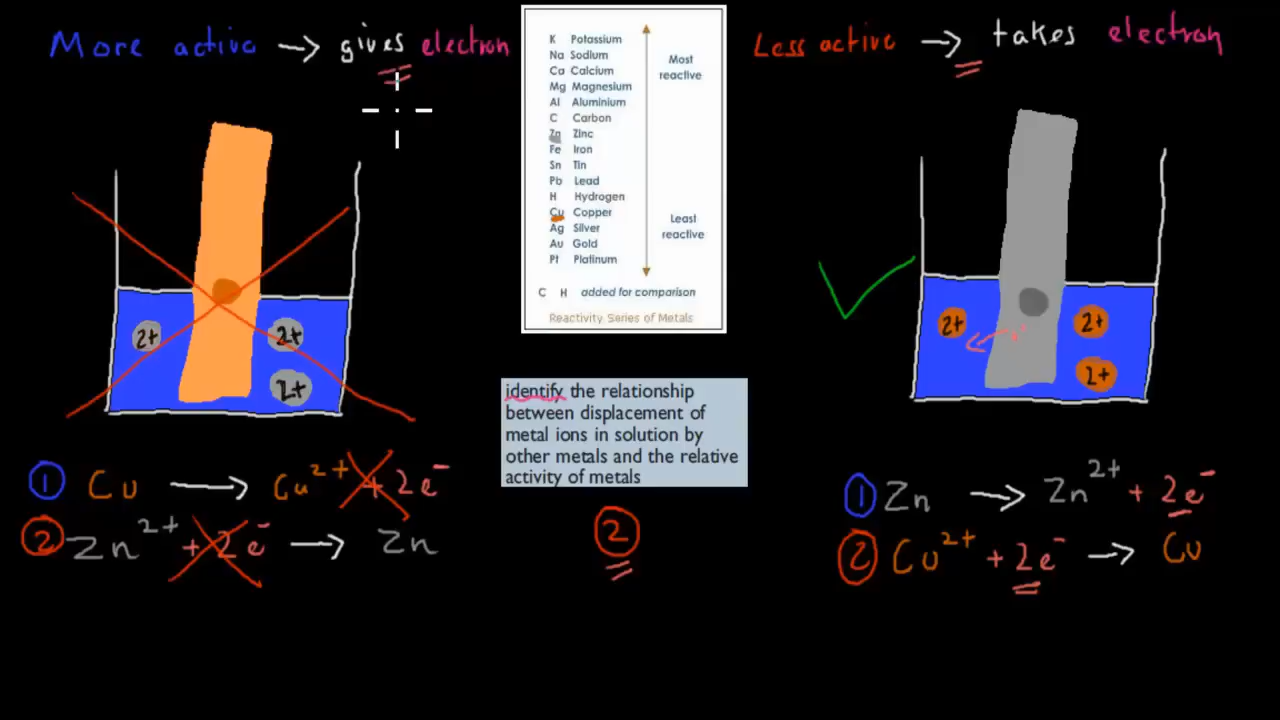 More active → gives electron
Less active → takes electron
K Potassium
Na Sodium
Ca Calcium
Mg Magnesium
Al Aluminium
C Carbon
Zn Zinc
Fe Iron
Sn Tin
Pb Lead
H Hydrogen
Cu Copper
Ag Silver
Au Gold
Pt Platinum
Most
reactive
Least
reactive
C H added for comparison
Reactivity Series of Metals
2+
2+
2+
2+
2+
2+
identify the relationship
between displacement of
metal ions in solution by
other metals and the relative
activity of metals
1 Cu → Cu²⁺ + 2e⁻
2 Zn²⁺ + 2e⁻ → Zn
2
1 Zn → Zn²⁺ + 2e⁻
2 Cu²⁺ + 2e⁻ → Cu